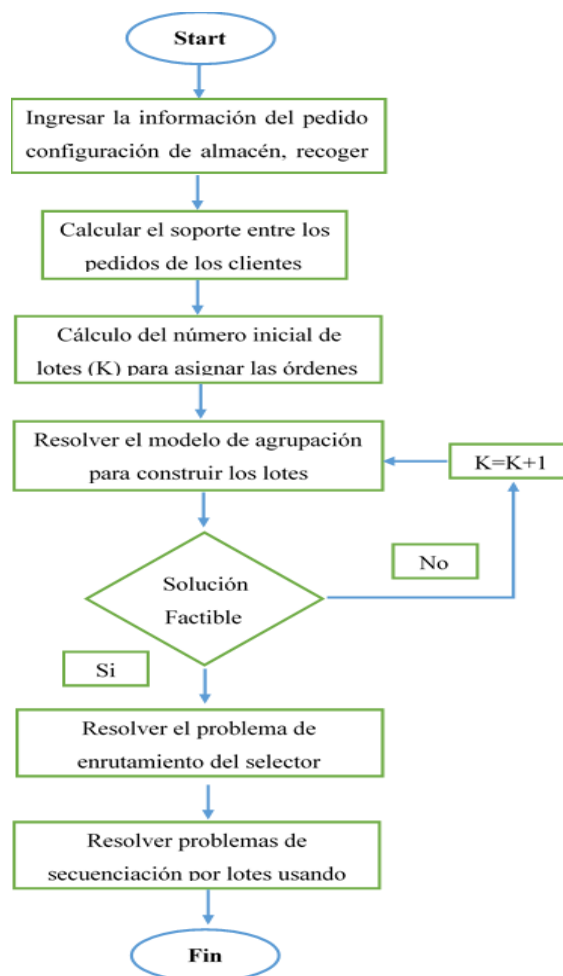 Start
Ingresar la información del pedido
configuración de almacén, recoger
Calcular el soporte entre los
pedidos de los clientes
Cálculo del número inicial de
lotes (K) para asignar las órdenes
Resolver el modelo de agrupación
para construir los lotes
K=K+1
No
Solución
Factible
Si
Resolver el problema de
enrutamiento del selector
Resolver problemas de
secuenciación por lotes usando
Fin